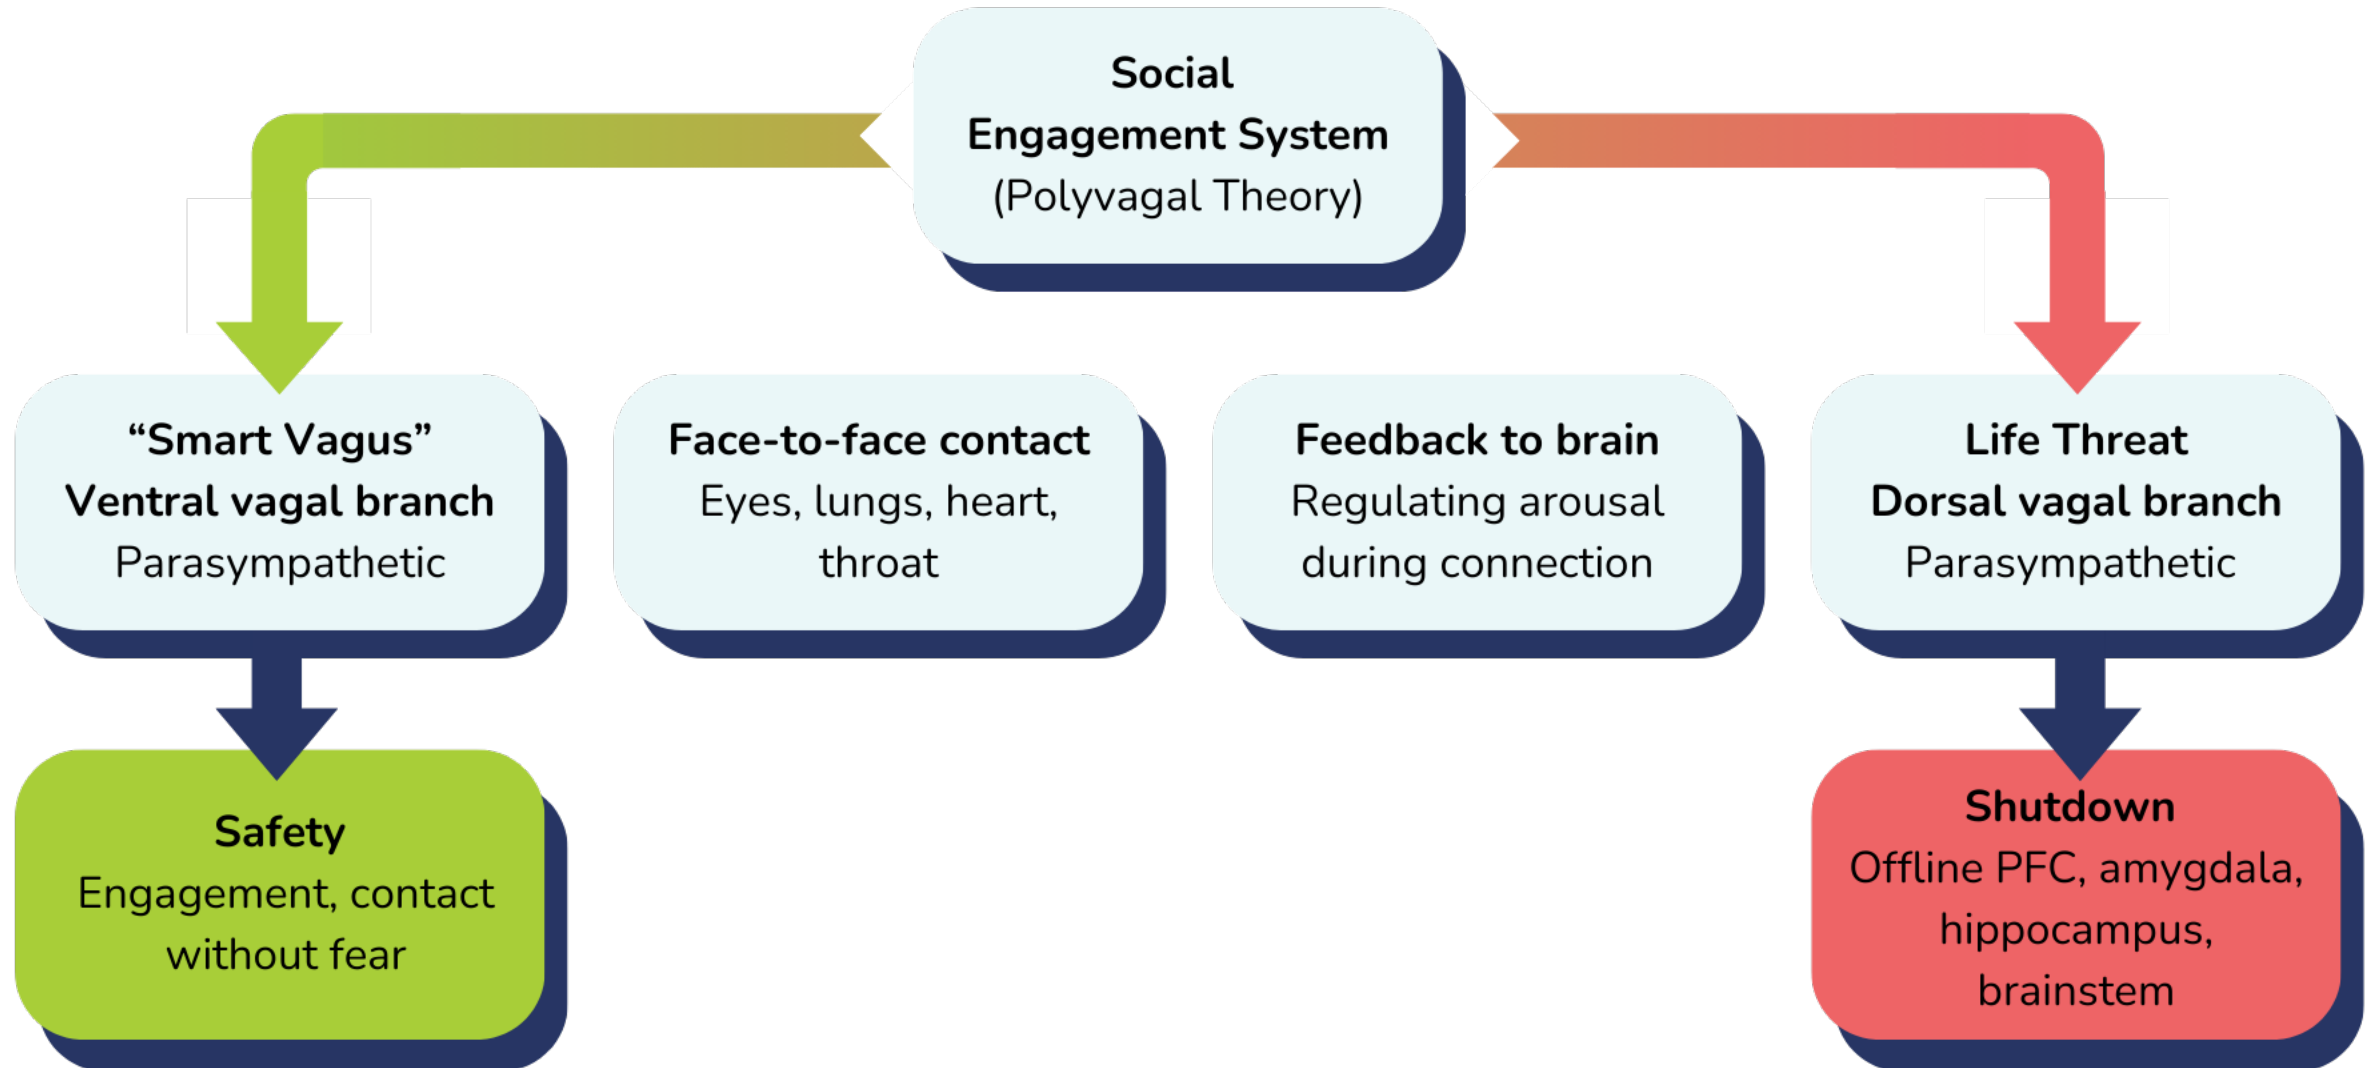 Social
Engagement System
(Polyvagal Theory)
“Smart Vagus”
Ventral vagal branch
Parasympathetic
Face-to-face contact
Eyes, lungs, heart,
throat
Feedback to brain
Regulating arousal
during connection
Life Threat
Dorsal vagal branch
Parasympathetic
Safety
Engagement, contact
without fear
Shutdown
Offline PFC, amygdala,
hippocampus,
brainstem